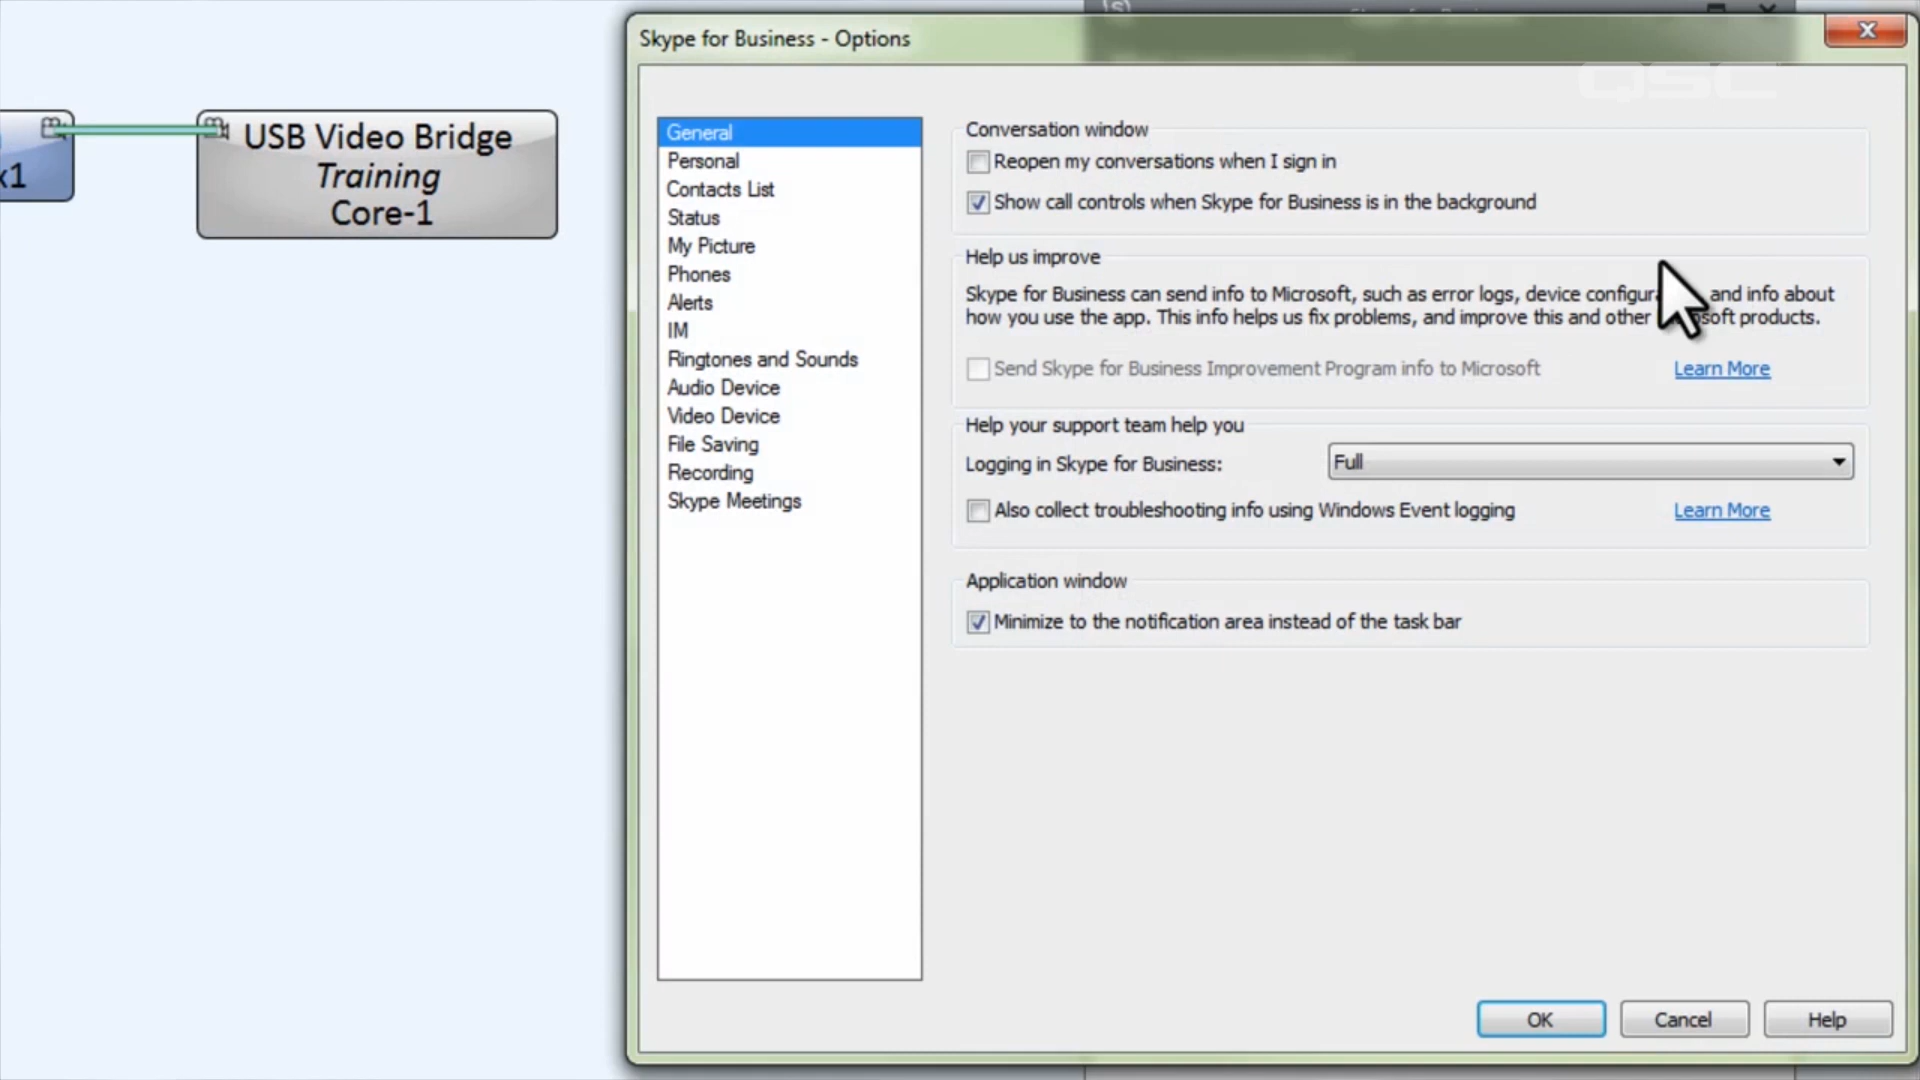 Skype for Business - Options
QSC
x1
USB Video Bridge
Training
Core-1
General
Personal
Contacts List
Status
My Picture
Phones
Alerts
IM
Ringtones and Sounds
Audio Device
Video Device
File Saving
Recording
Skype Meetings
Conversation window
Reopen my conversations when I sign in
Show call controls when Skype for Business is in the background
Help us improve
Skype for Business can send info to Microsoft, such as error logs, device and info about
how you use the app. This info helps us fix problems, and improve this and other products.
Send Skype for Business Improvement Program info to Microsoft
Learn More
Help your support team help you
Logging in Skype for Business:
Full
Also collect troubleshooting info using Windows Event logging
Learn More
Application window
Minimize to the notification area instead of the task bar
OK
Cancel
Help